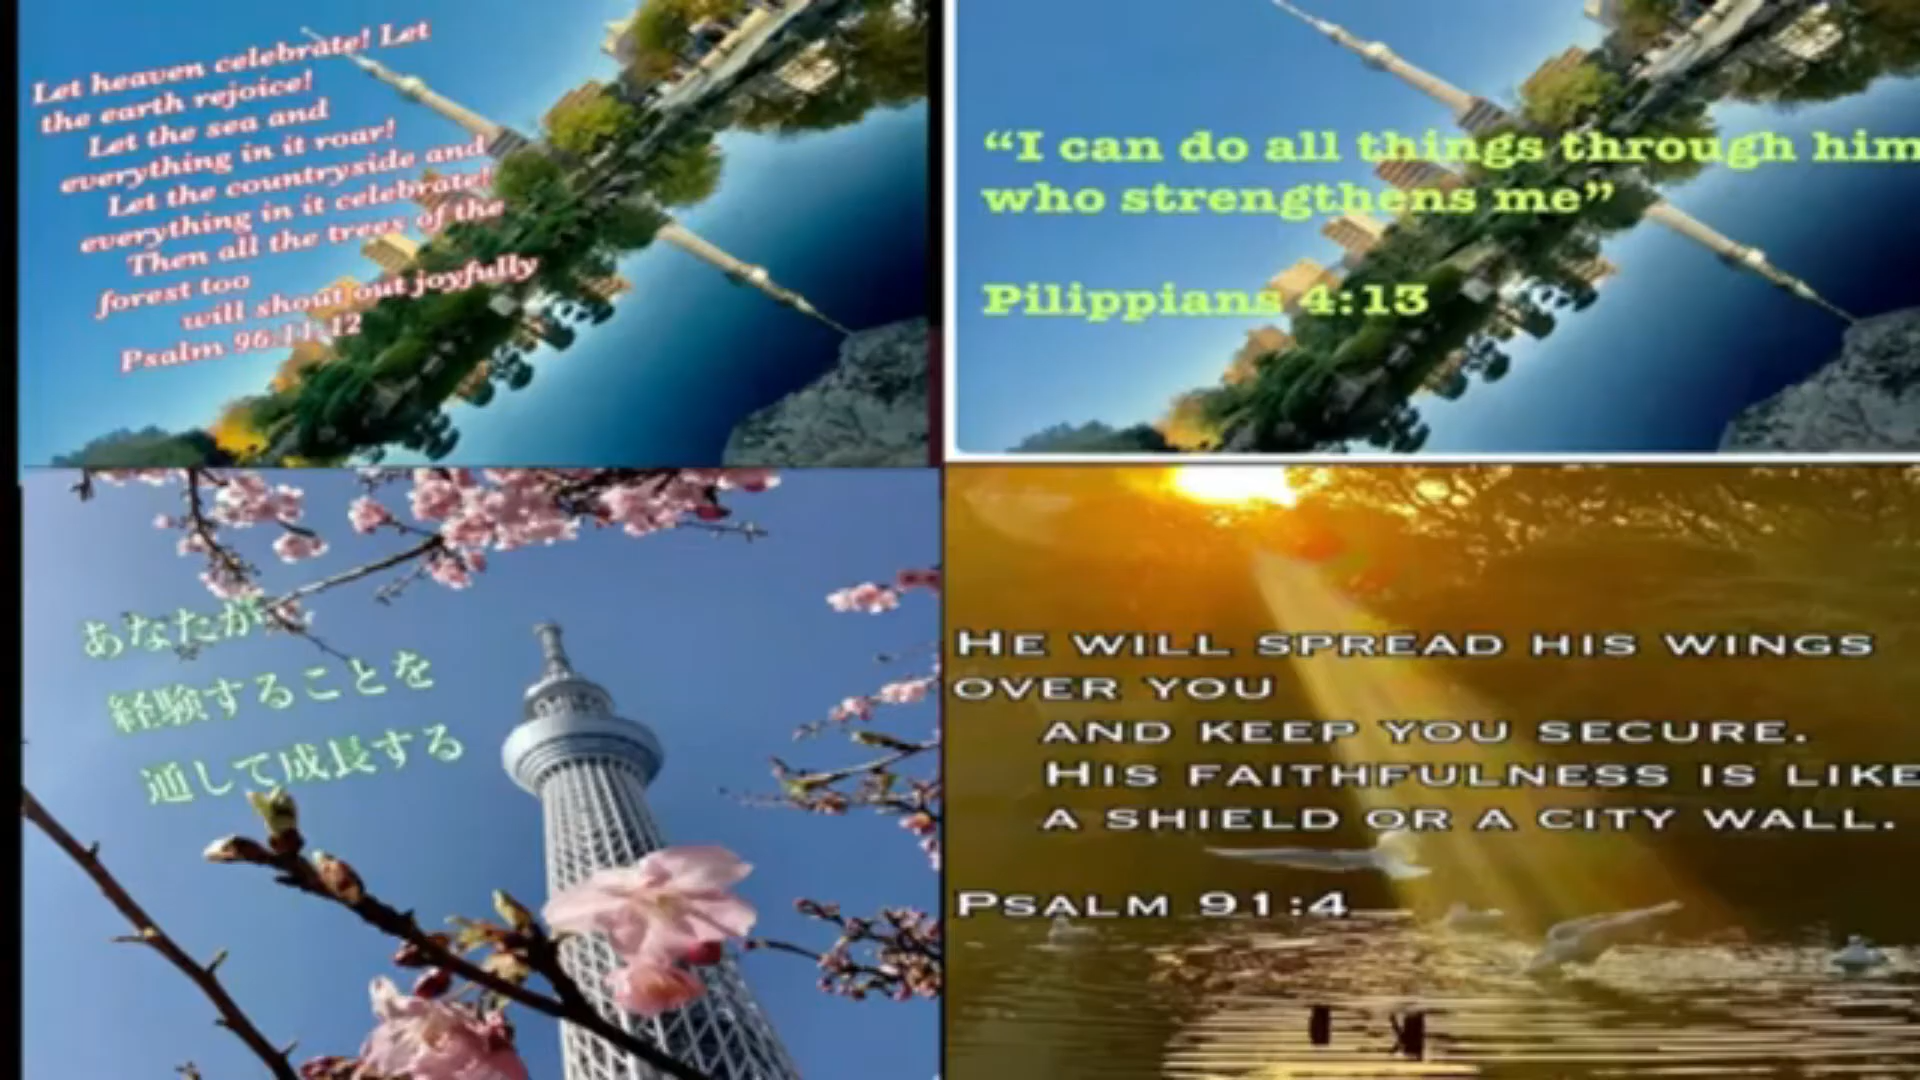 Let heaven celebrate! Let
the earth rejoice!
Let the sea and
everything in it roar!
Let the countryside and
everything in it celebrate!
Then all the trees of the
forest too
will shout out joyfully
Psalm 96:11-12
“I can do all things through him
who strengthens me”
Pilippians 4:13
あなたが
経験することを
通して成長する
HE WILL SPREAD HIS WINGS
OVER YOU
AND KEEP YOU SECURE.
HIS FAITHFULNESS IS LIKE
A SHIELD OR A CITY WALL.
PSALM 91:4